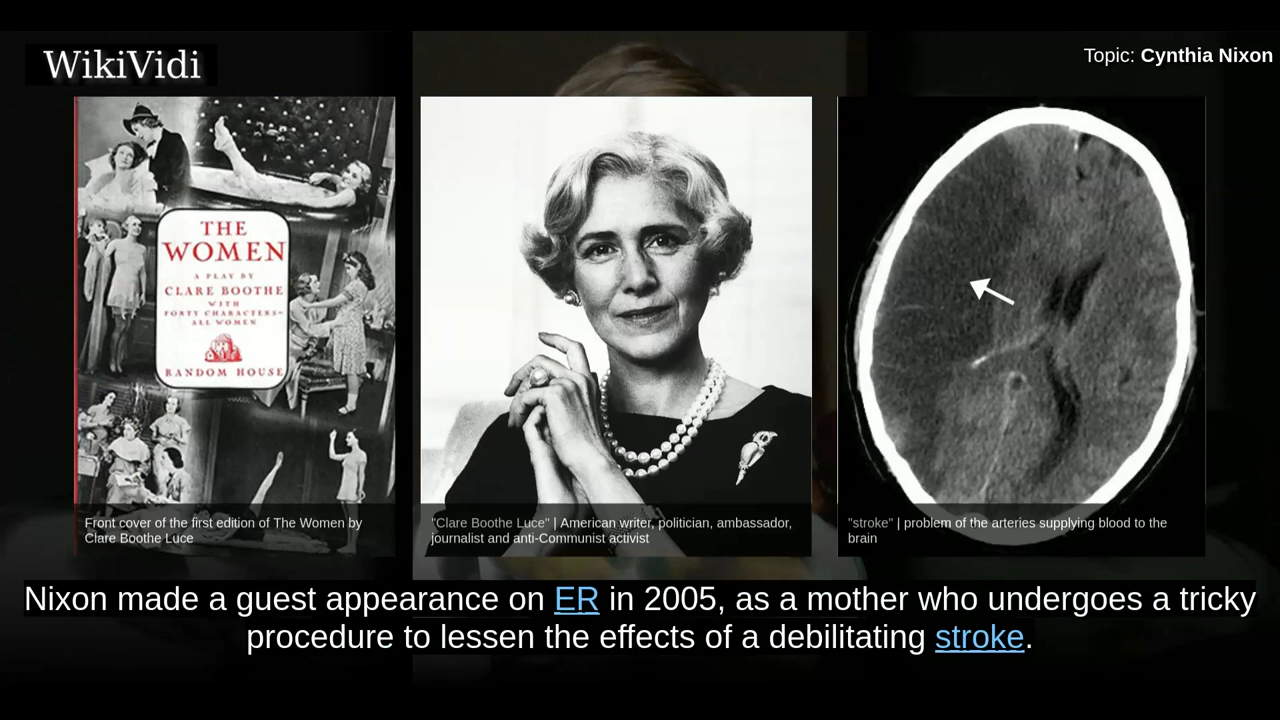 WikiVidi
Topic: Cynthia Nixon
THE
WOMEN
A PLAY BY
CLARE BOOTHE
WITH
FORTY CHARACTERS—
ALL WOMEN
RANDOM HOUSE
Front cover of the first edition of The Women by
Clare Boothe Luce
"Clare Boothe Luce" | American writer, politician, ambassador,
journalist and anti-Communist activist
"stroke" | problem of the arteries supplying blood to the
brain
Nixon made a guest appearance on ER in 2005, as a mother who undergoes a tricky
procedure to lessen the effects of a debilitating stroke.